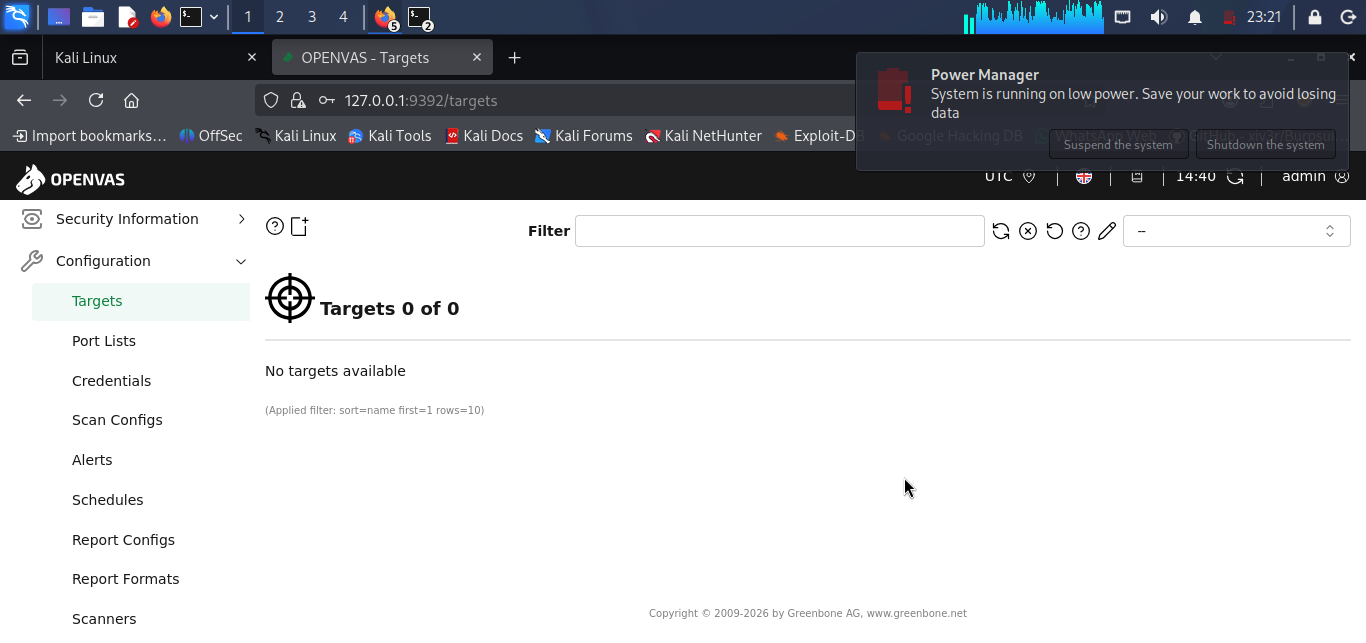 1 2 3 4 5 2 23:21
Kali Linux
OPENVAS - Targets
127.0.0.1:9392/targets
Power Manager
System is running on low power. Save your work to avoid losing
data
Suspend the system
Shutdown the system
Import bookmarks...
OffSec
Kali Linux
Kali Tools
Kali Docs
Kali Forums
Kali NetHunter
Exploit-DB
Google Hacking DB
WhatsApp Web
OPENVAS
UTC
14:40
admin
Security Information
Configuration
Targets
Port Lists
Credentials
Scan Configs
Alerts
Schedules
Report Configs
Report Formats
Scanners
Filter
--
Targets 0 of 0
No targets available
(Applied filter: sort=name first=1 rows=10)
Copyright © 2009-2026 by Greenbone AG, www.greenbone.net